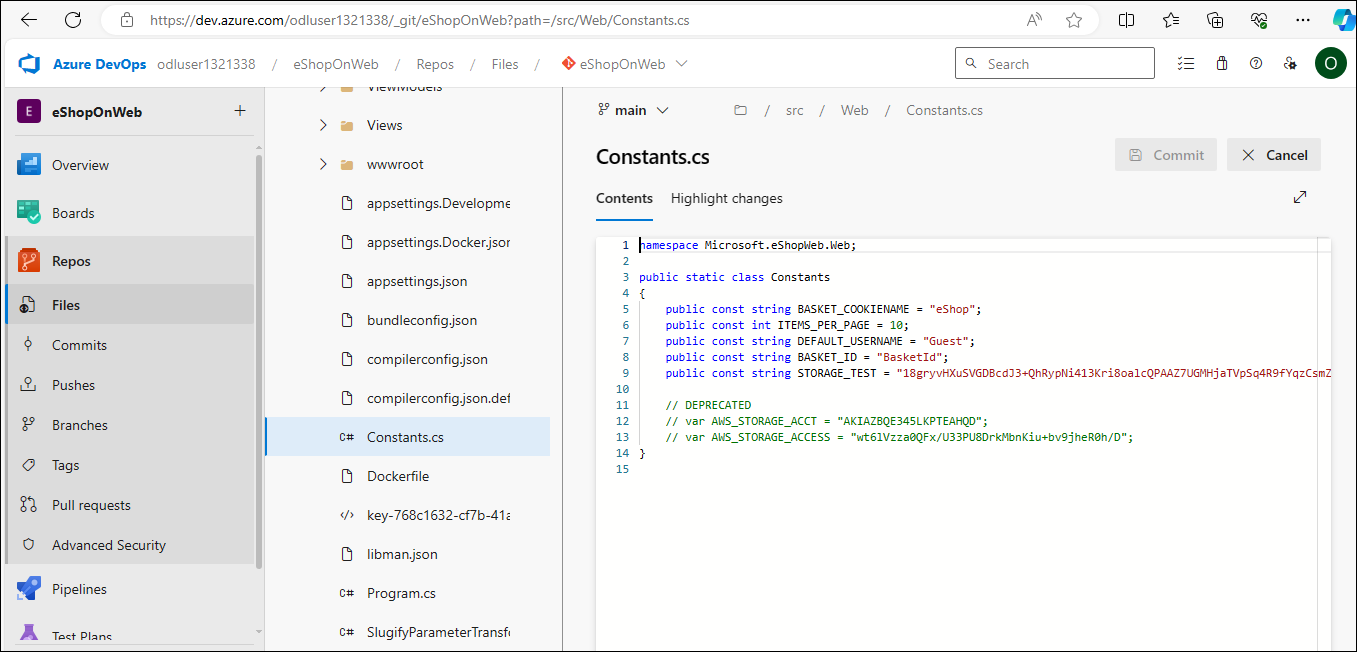 https://dev.azure.com/odluser1321338/_git/eShopOnWeb?path=/src/Web/Constants.cs
Azure DevOps odluser1321338 / eShopOnWeb / Repos / Files / eShopOnWeb
Search
O
E eShopOnWeb +
Overview
Boards
Repos
Files
Commits
Pushes
Branches
Tags
Pull requests
Advanced Security
Pipelines
Test Plans
ViewModels
Views
wwwroot
appsettings.Developme
appsettings.Docker.jsor
appsettings.json
bundleconfig.json
compilerconfig.json
compilerconfig.json.def
C# Constants.cs
Dockerfile
</> key-768c1632-cf7b-41a
libman.json
C# Program.cs
C# SlugifyParameterTransfo
main
/ src / Web / Constants.cs
Constants.cs
Commit
Cancel
Contents Highlight changes
1 namespace Microsoft.eShopWeb.Web;
2
3 public static class Constants
4 {
5 public const string BASKET_COOKIENAME = "eShop";
6 public const int ITEMS_PER_PAGE = 10;
7 public const string DEFAULT_USERNAME = "Guest";
8 public const string BASKET_ID = "BasketId";
9 public const string STORAGE_TEST = "18gryvHXuSVGDBcdJ3+QhRypNi413Kri8oalcQPAAZ7UGMHjaTVpSq4R9fYqzCsmZ
10
11 // DEPRECATED
12 // var AWS_STORAGE_ACCT = "AKIAZBQE345LKPTEAHQD";
13 // var AWS_STORAGE_ACCESS = "wt6lVzza0QFx/U33PU8DrkMbnKiu+bv9jheR0h/D";
14 }
15